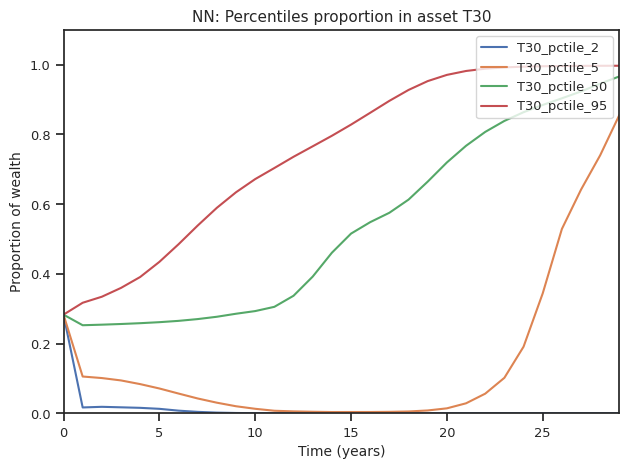 NN: Percentiles proportion in asset T30
T30_pctile_2
T30_pctile_5
T30_pctile_50
T30_pctile_95
Proportion of wealth
1.0
0.8
0.6
0.4
0.2
0.0
0 5 10 15 20 25
Time (years)